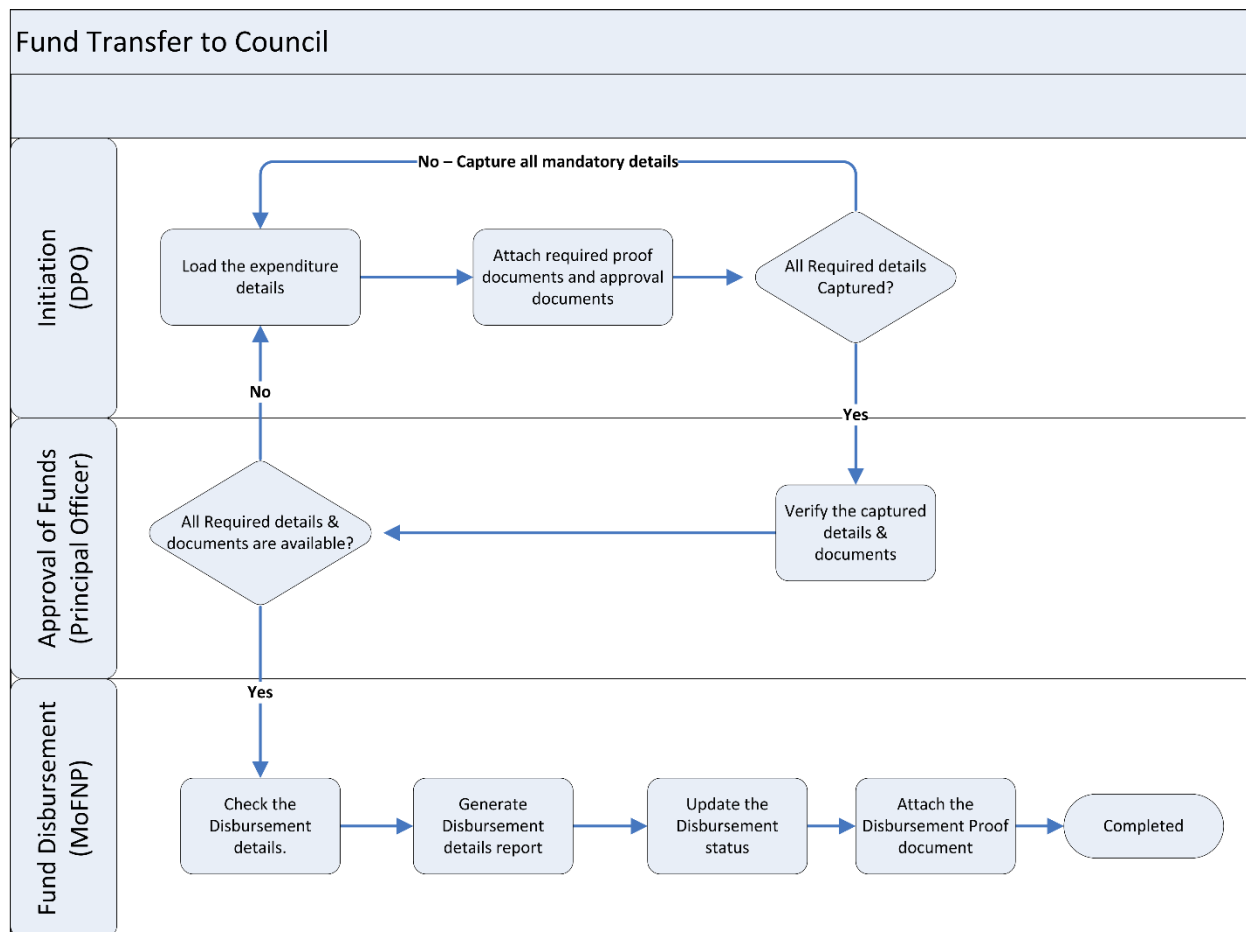 Fund Transfer to Council
Initiation
(DPO)
No – Capture all mandatory details
Load the expenditure
details
Attach required proof
documents and approval
documents
All Required details
Captured?
No
Yes
Approval of Funds
(Principal Officer)
All Required details &
documents are available?
Verify the captured
details &
documents
Yes
Fund Disbursement
(MoFNP)
Check the
Disbursement
details.
Generate
Disbursement
details report
Update the
Disbursement
status
Attach the
Disbursement Proof
document
Completed